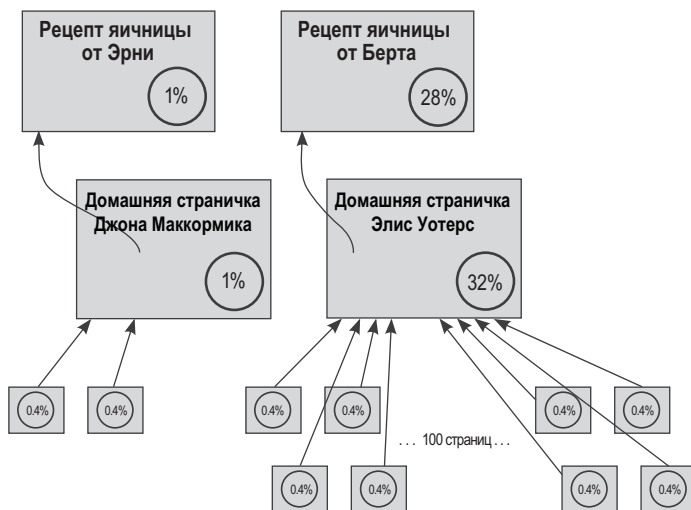 Рецепт яичницы
от Эрни
1%
Рецепт яичницы
от Берта
28%
Домашняя страничка
Джона Маккормика
1%
Домашняя страничка
Элис Уотерс
32%
0.4%
0.4%
0.4%
0.4%
0.4%
0.4%
. . . 100 страниц . . .
0.4%
0.4%
0.4%
0.4%